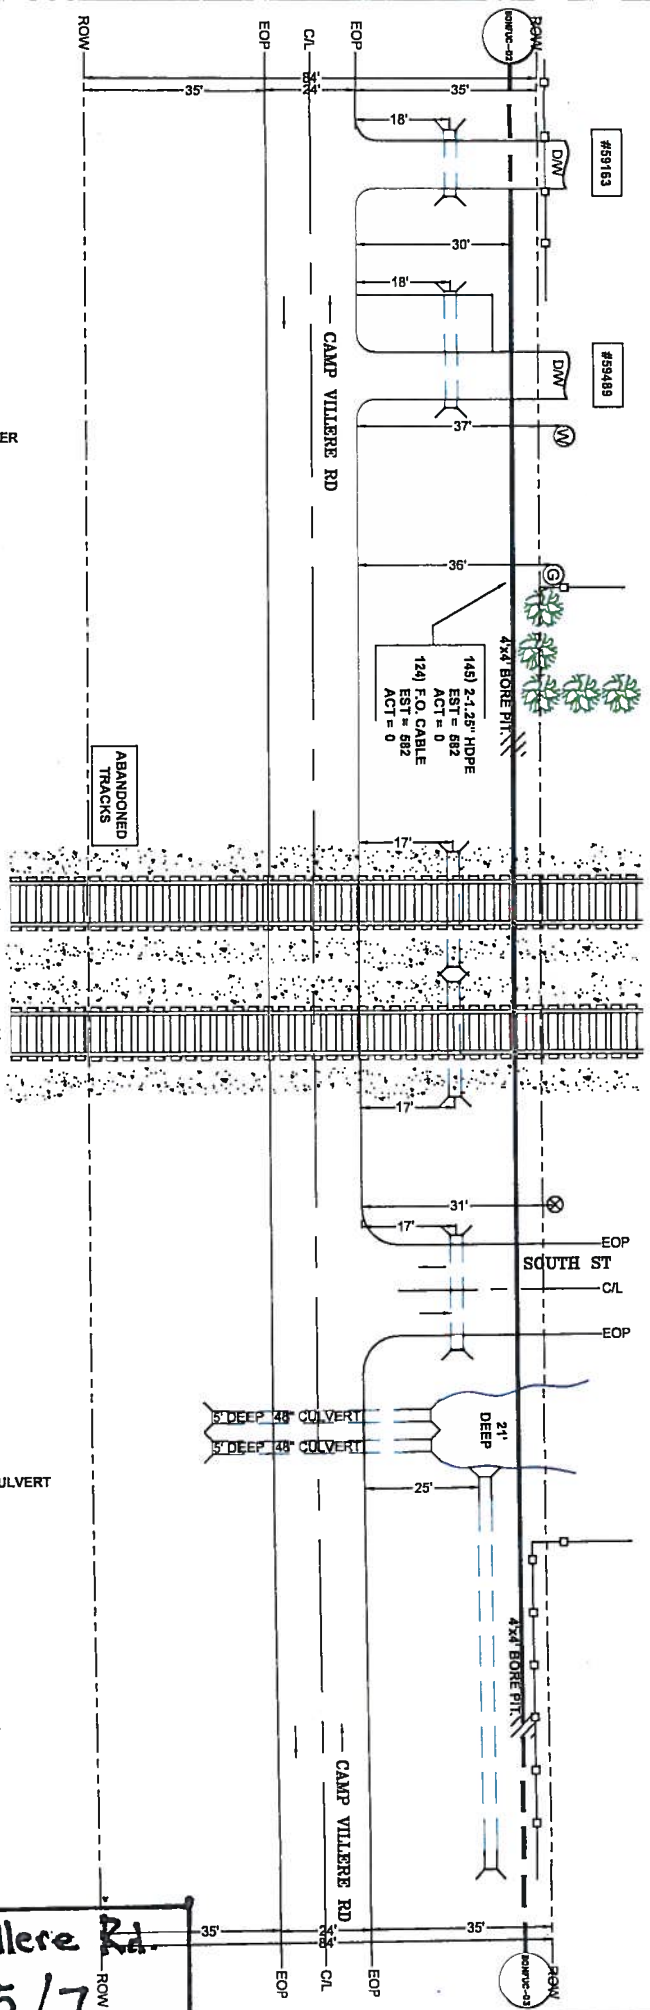 ROW
EOP
C/L
EOP
BONFUC-02
ROW
84'
35'
24'
35'
18'
D/W
#59163
30'
18'
D/W
#59489
CAMP VILLERE RD
37'
W
ER
36'
G
4'x4' BORE PIT.
145) 2-1.25" HDPE
EST = 582
ACT = 0
124) F.O. CABLE
EST = 582
ACT = 0
ABANDONED
TRACKS
17'
17'
31'
17'
EOP
SOUTH ST
C/L
EOP
5' DEEP 48" CULVERT
5' DEEP 48" CULVERT
21'
DEEP
25'
ULVERT
4'x4' BORE PIT.
CAMP VILLERE RD
35'
24'
35'
84'
ROW
EOP
C/L
EOP
ROW
BONFUC-03
llere Rd.
5/7